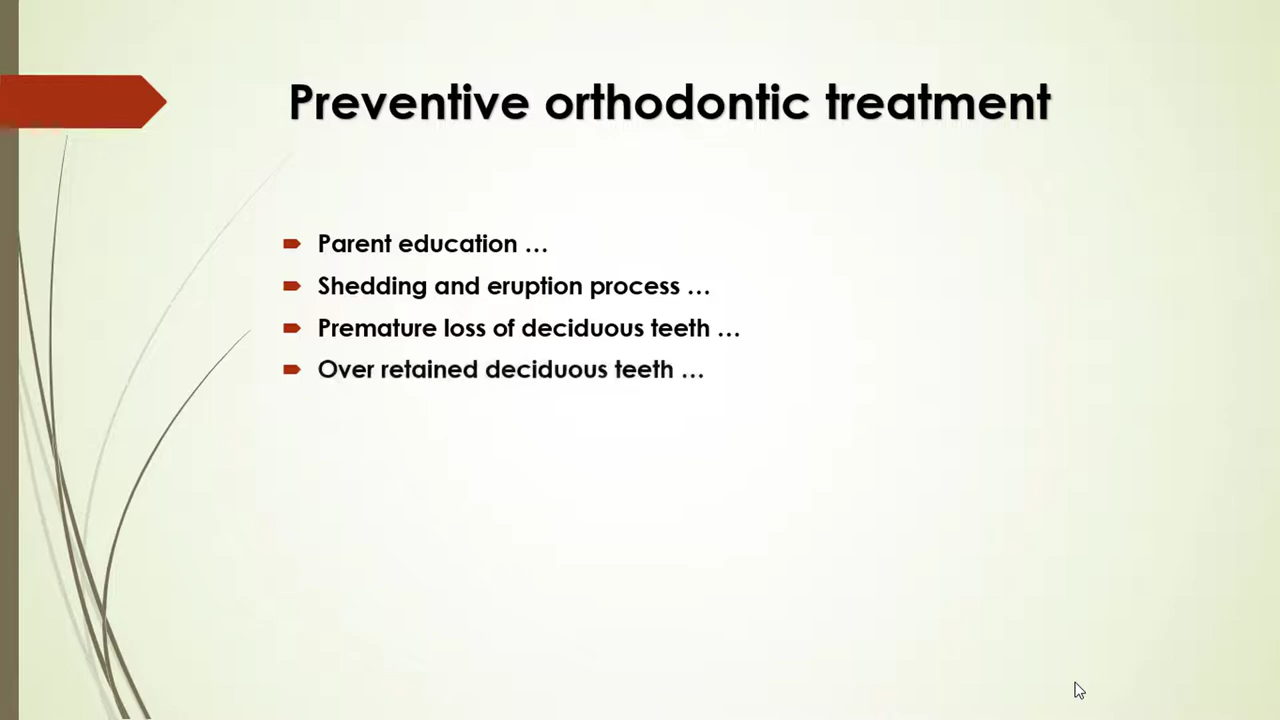 Preventive orthodontic treatment
Parent education …
Shedding and eruption process …
Premature loss of deciduous teeth …
Over retained deciduous teeth …